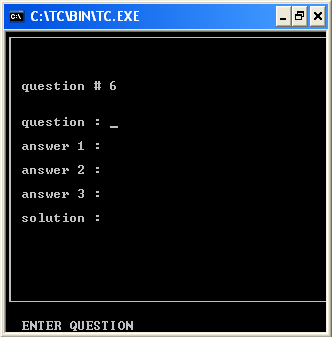 C:\TC\BIN\TC.EXE
question # 6
question : _
answer 1 :
answer 2 :
answer 3 :
solution :
ENTER QUESTION